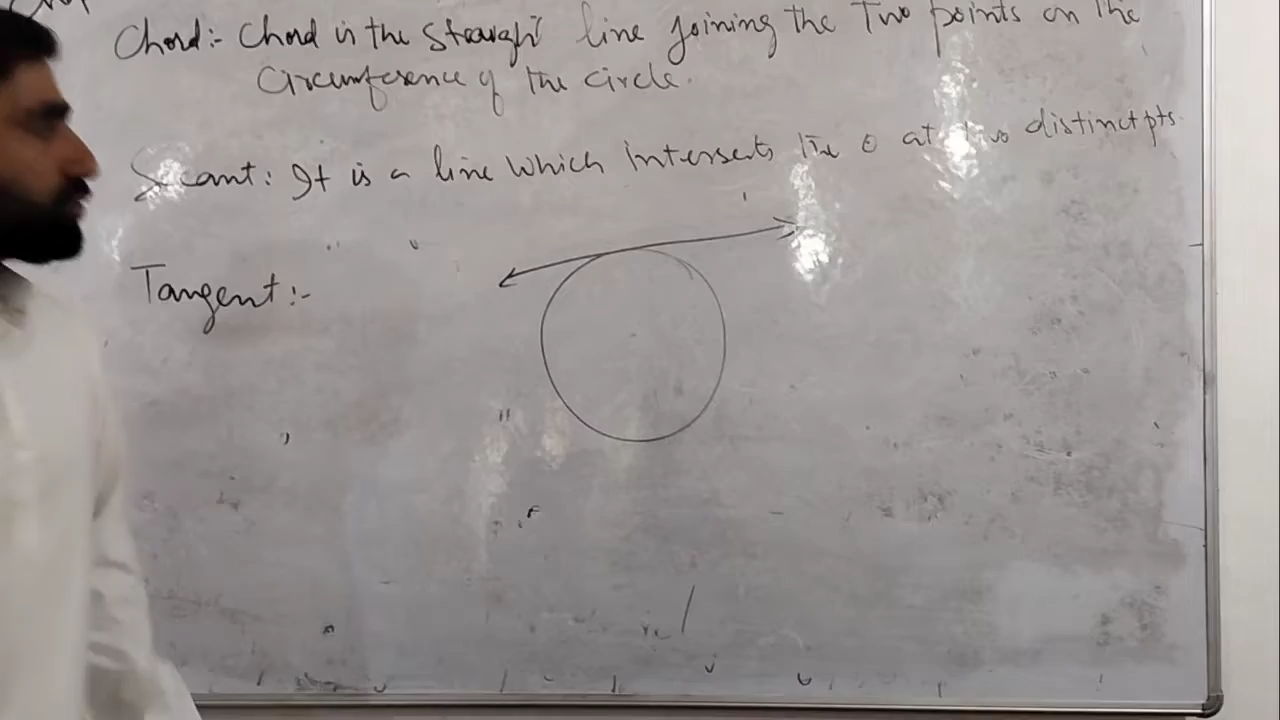 Chord:- Chord is the straight line joining the Two points on the
Circumference of the circle.
Secant: It is a line which intersects the ⊙ at two distinct pts.
Tangent:-